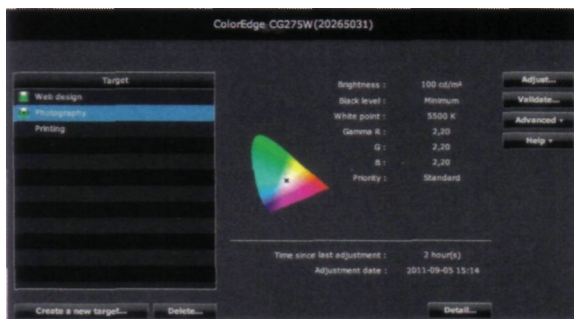 ColorEdge CG275W(20265031)
Target
Web design
Photography
Printing
Create a new target...
Delete...
Brightness : 100 cd/m²
Black level : Minimum
White point : 5500 K
Gamma R : 2,20
G : 2,20
B : 2,20
Priority : Standard
Time since last adjustment : 2 hour(s)
Adjustment date : 2011-09-05 15:14
Detail...
Adjust...
Validate...
Advanced
Help